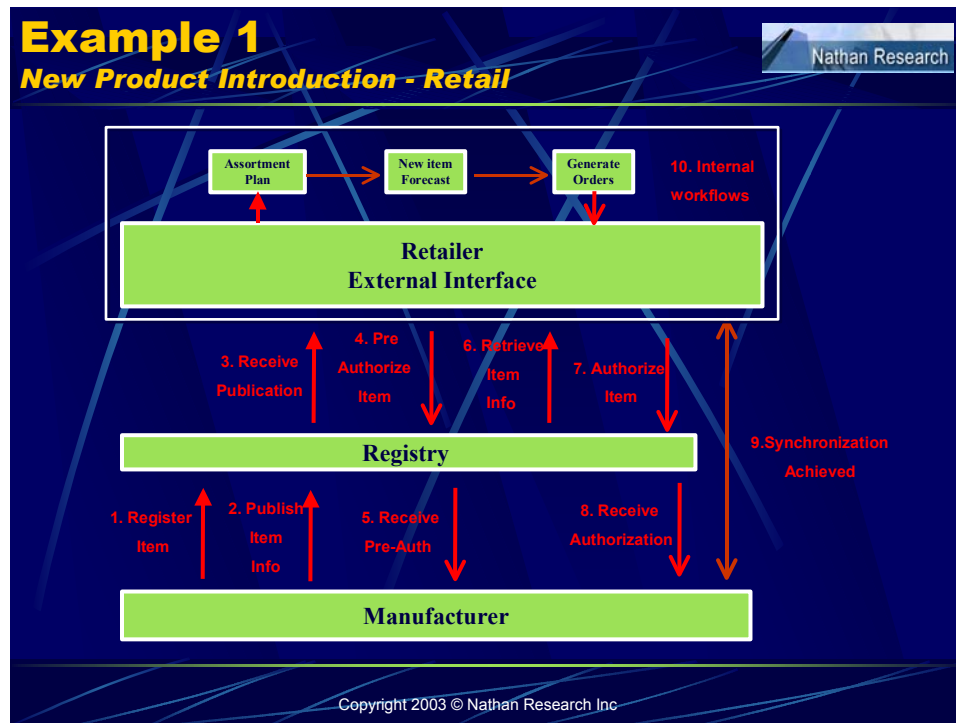 Example 1
New Product Introduction - Retail
Nathan Research
Assortment
Plan
New item
Forecast
Generate
Orders
10. Internal
workflows
Retailer
External Interface
3. Receive
Publication
4. Pre
Authorize
Item
6. Retrieve
Item
Info
7. Authorize
Item
Registry
9.Synchronization
Achieved
1. Register
Item
2. Publish
Item
Info
5. Receive
Pre-Auth
8. Receive
Authorization
Manufacturer
Copyright 2003 © Nathan Research Inc